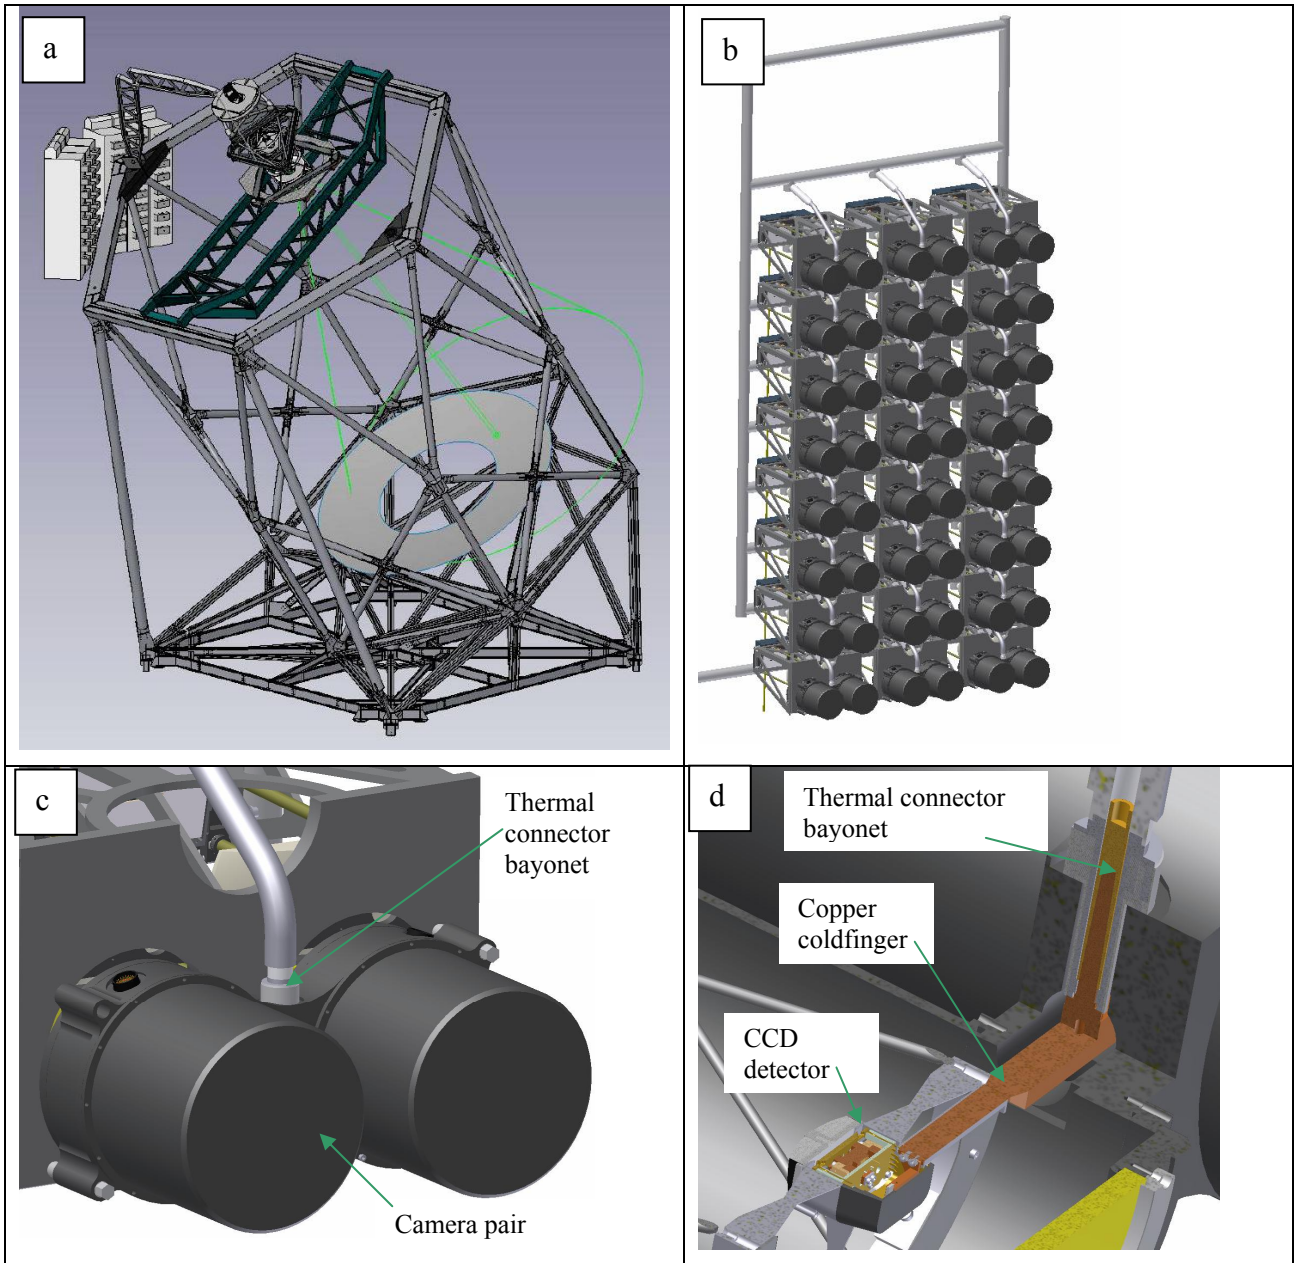 a
b
c
Thermal
connector
bayonet
Camera pair
d
Thermal connector
bayonet
Copper
coldfinger
CCD
detector